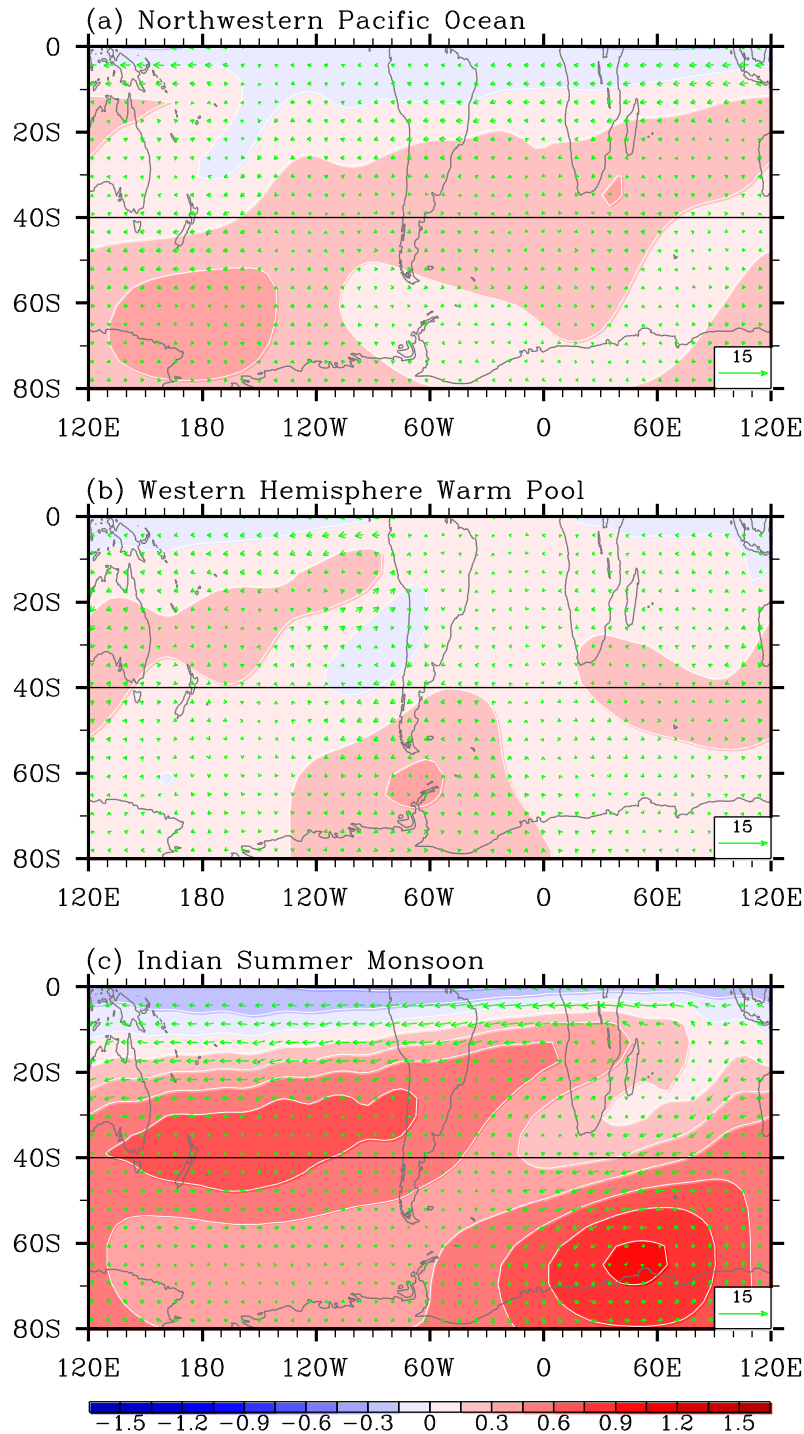 (a) Northwestern Pacific Ocean
0
20S
40S
60S
80S
15
120E 180 120W 60W 0 60E 120E
(b) Western Hemisphere Warm Pool
0
20S
40S
60S
80S
15
120E 180 120W 60W 0 60E 120E
(c) Indian Summer Monsoon
0
20S
40S
60S
80S
15
120E 180 120W 60W 0 60E 120E
−1.5 −1.2 −0.9 −0.6 −0.3 0 0.3 0.6 0.9 1.2 1.5